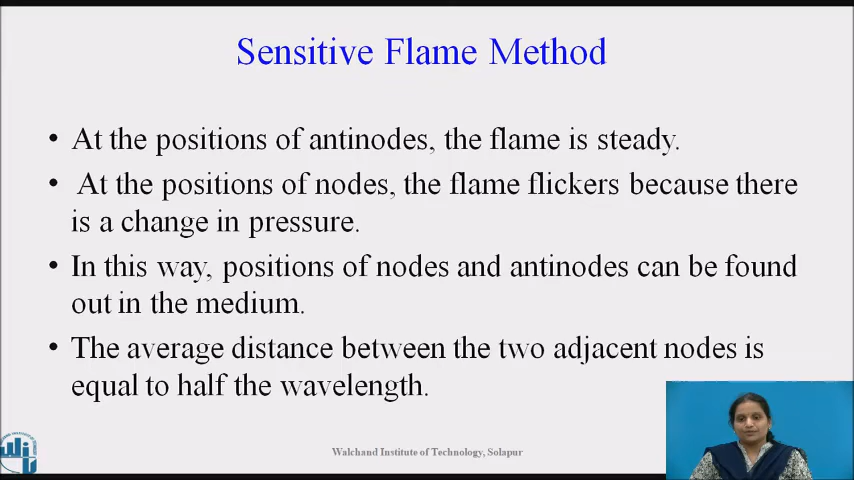 Sensitive Flame Method
• At the positions of antinodes, the flame is steady.
• At the positions of nodes, the flame flickers because there
is a change in pressure.
• In this way, positions of nodes and antinodes can be found
out in the medium.
• The average distance between the two adjacent nodes is
equal to half the wavelength.
Walchand Institute of Technology, Solapur